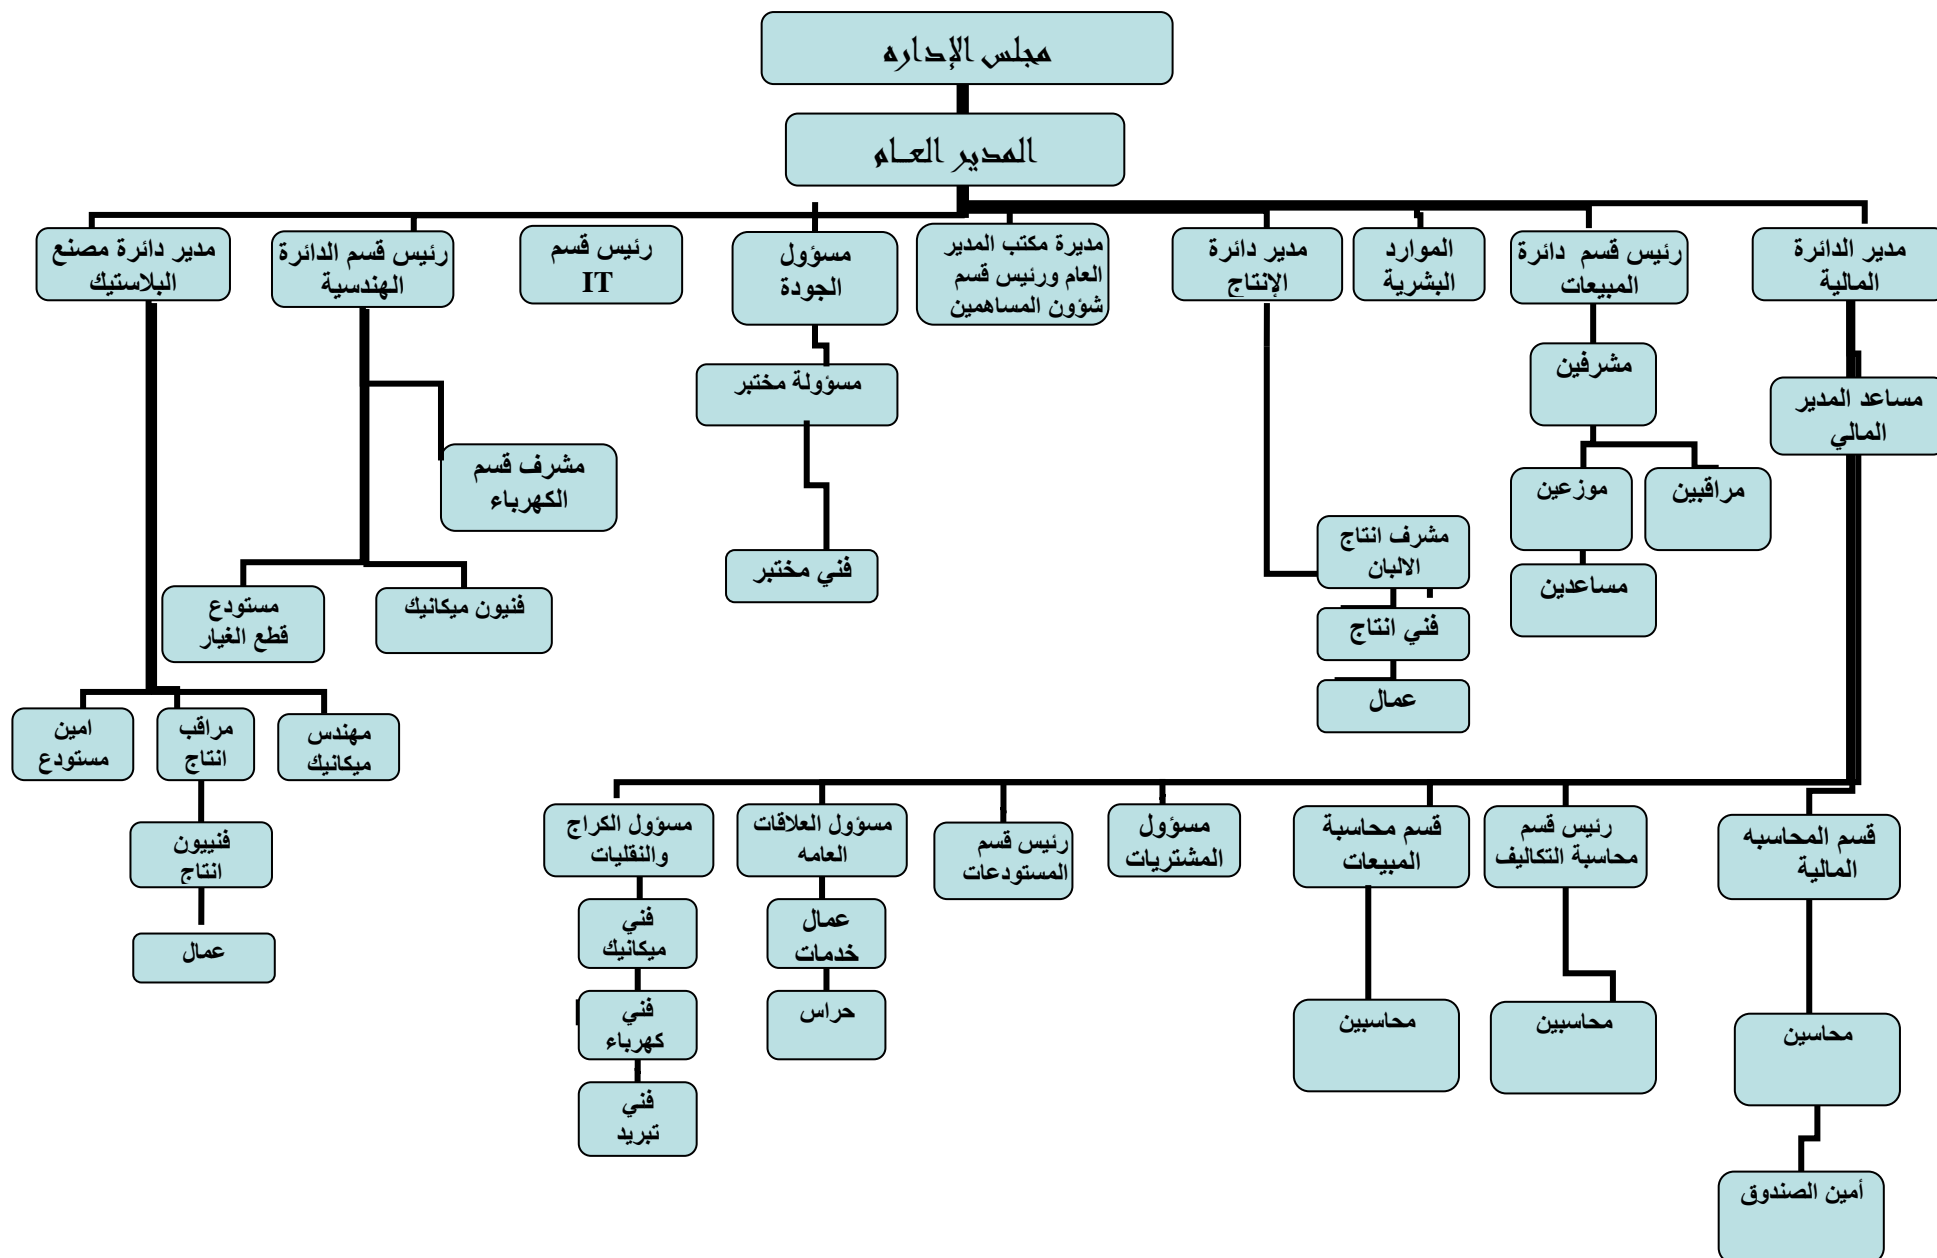 مجلس الإداره
المدير العـام
مدير الدائرة
المالية
رئيس قسم دائرة
المبيعات
الموارد
البشرية
مدير دائرة
الإنتاج
مديرة مكتب المدير
العام ورئيس قسم
شؤون المساهمين
مسؤول
الجودة
رئيس قسم
IT
رئيس قسم الدائرة
الهندسية
مدير دائرة مصنع
البلاستيك
مشرفين
مسؤولة مختبر
مساعد المدير
المالي
مراقبين
موزعين
مشرف قسم
الكهرباء
مشرف انتاج
الالبان
فني مختبر
مساعدين
فني انتاج
فنيون ميكانيك
مستودع
قطع الغيار
عمال
مهندس
ميكانيك
مراقب
انتاج
امين
مستودع
قسم المحاسبه
المالية
رئيس قسم
محاسبة التكاليف
قسم محاسبة
المبيعات
مسؤول
المشتريات
رئيس قسم
المستودعات
مسؤول العلاقات
العامه
مسؤول الكراج
والنقليات
فنييون
انتاج
عمال
خدمات
فني
ميكانيك
عمال
محاسين
محاسبين
محاسبين
حراس
فني
كهرباء
فني
تبريد
أمين الصندوق